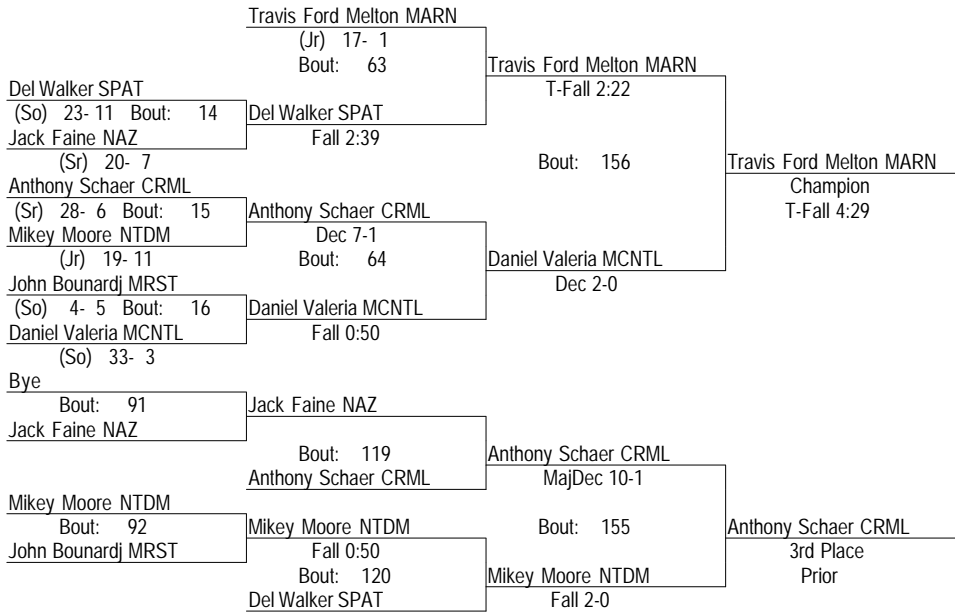 Travis Ford Melton MARN
(Jr) 17- 1
Bout: 63
Travis Ford Melton MARN
T-Fall 2:22
Del Walker SPAT
(So) 23- 11 Bout: 14
Del Walker SPAT
Fall 2:39
Jack Faine NAZ
(Sr) 20- 7
Bout: 156
Travis Ford Melton MARN
Champion
T-Fall 4:29
Anthony Schaer CRML
(Sr) 28- 6 Bout: 15
Anthony Schaer CRML
Dec 7-1
Mikey Moore NTDM
(Jr) 19- 11
Bout: 64
Daniel Valeria MCNTL
Dec 2-0
John Bounardj MRST
(So) 4- 5 Bout: 16
Daniel Valeria MCNTL
Fall 0:50
Daniel Valeria MCNTL
(So) 33- 3
Bye
Bout: 91
Jack Faine NAZ
Jack Faine NAZ
Bout: 119
Anthony Schaer CRML
MajDec 10-1
Anthony Schaer CRML
Mikey Moore NTDM
Bout: 92
Mikey Moore NTDM
Fall 0:50
Bout: 155
Anthony Schaer CRML
3rd Place
Prior
John Bounardj MRST
Bout: 120
Mikey Moore NTDM
Fall 2-0
Del Walker SPAT